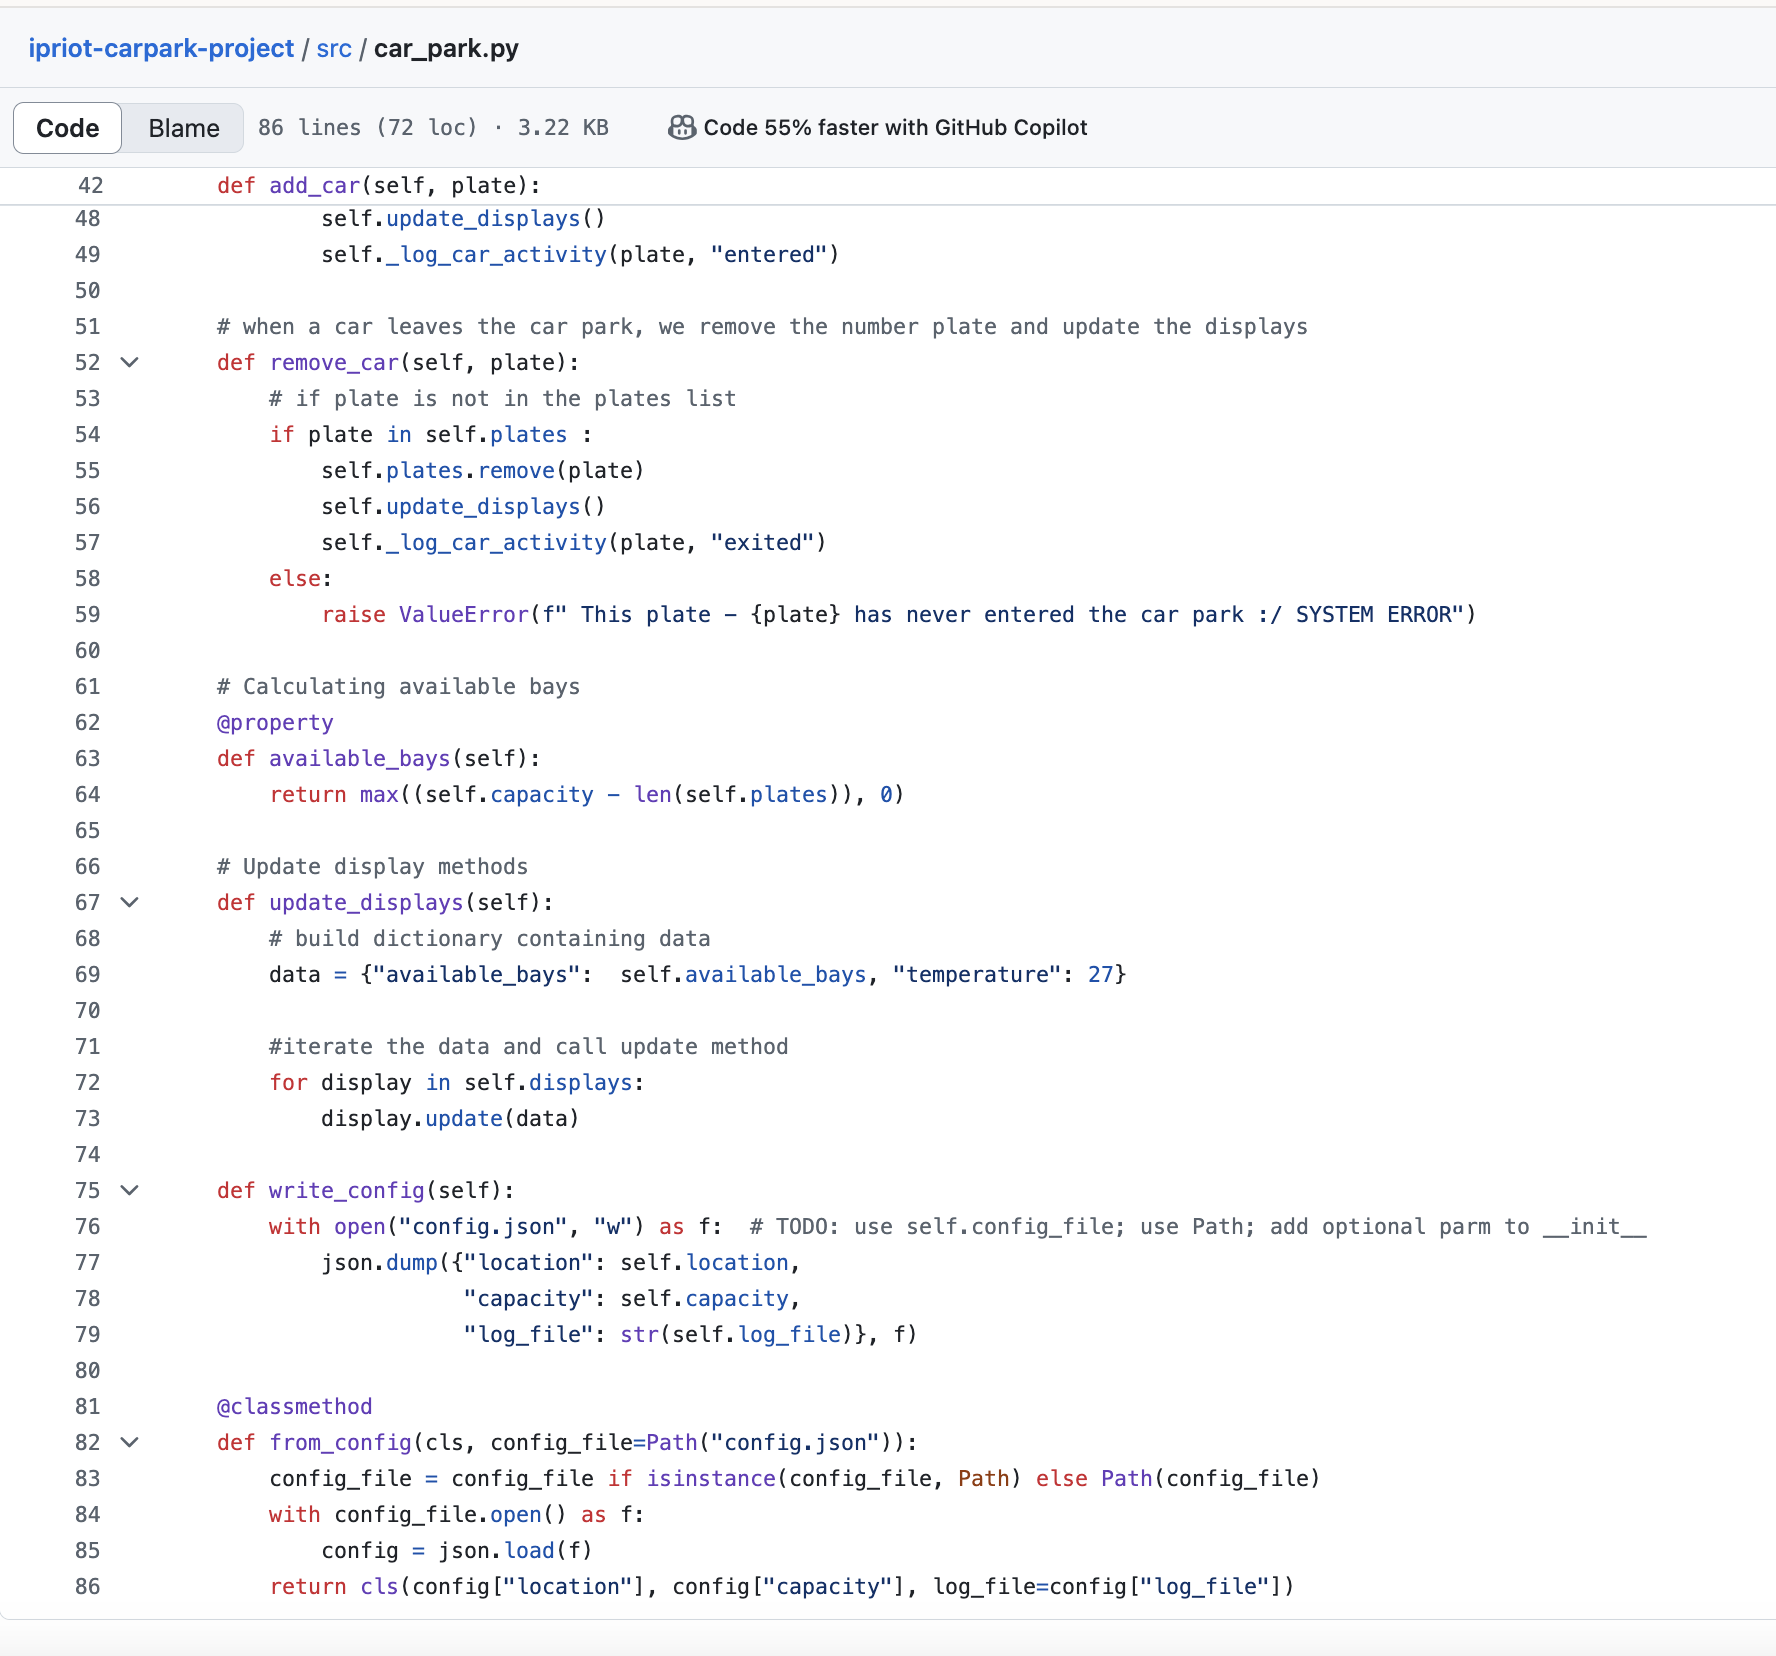 ipriot-carpark-project / src / car_park.py
Code Blame 86 lines (72 loc) · 3.22 KB Code 55% faster with GitHub Copilot
42 def add_car(self, plate):
48 self.update_displays()
49 self._log_car_activity(plate, "entered")
50
51 # when a car leaves the car park, we remove the number plate and update the displays
52 def remove_car(self, plate):
53 # if plate is not in the plates list
54 if plate in self.plates :
55 self.plates.remove(plate)
56 self.update_displays()
57 self._log_car_activity(plate, "exited")
58 else:
59 raise ValueError(f" This plate – {plate} has never entered the car park :/ SYSTEM ERROR")
60
61 # Calculating available bays
62 @property
63 def available_bays(self):
64 return max((self.capacity - len(self.plates)), 0)
65
66 # Update display methods
67 def update_displays(self):
68 # build dictionary containing data
69 data = {"available_bays":  self.available_bays, "temperature": 27}
70
71 #iterate the data and call update method
72 for display in self.displays:
73 display.update(data)
74
75 def write_config(self):
76 with open("config.json", "w") as f:  # TODO: use self.config_file; use Path; add optional parm to __init__
77 json.dump({"location": self.location,
78 "capacity": self.capacity,
79 "log_file": str(self.log_file)}, f)
80
81 @classmethod
82 def from_config(cls, config_file=Path("config.json")):
83 config_file = config_file if isinstance(config_file, Path) else Path(config_file)
84 with config_file.open() as f:
85 config = json.load(f)
86 return cls(config["location"], config["capacity"], log_file=config["log_file"])